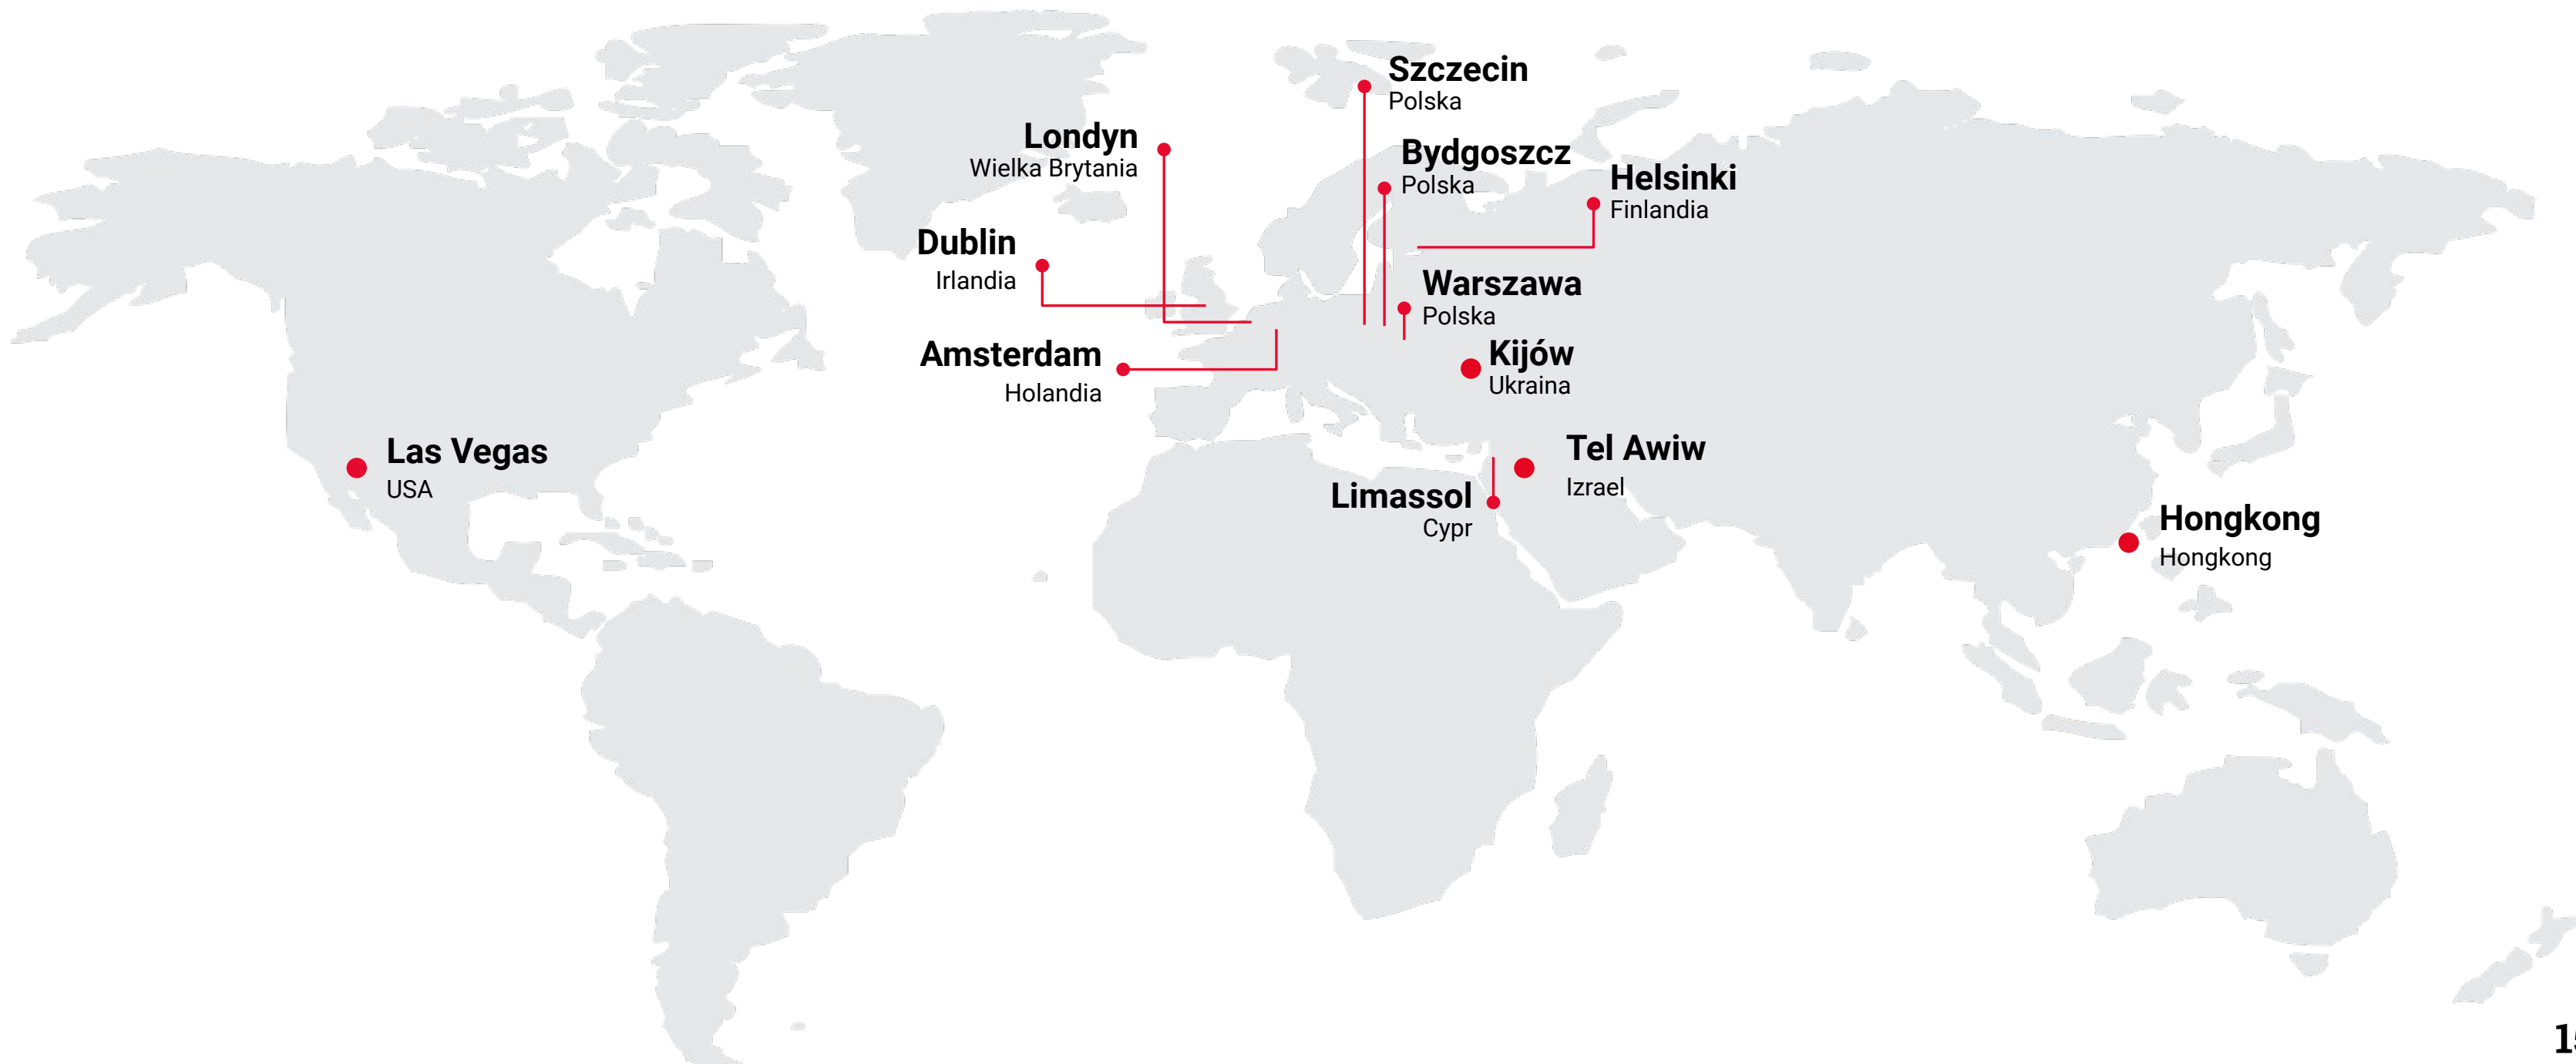 Szczecin
Polska
Londyn
Wielka Brytania
Bydgoszcz
Polska
Helsinki
Finlandia
Dublin
Irlandia
Warszawa
Polska
Amsterdam
Holandia
Kijów
Ukraina
Las Vegas
USA
Tel Awiw
Izrael
Limassol
Cypr
Hongkong
Hongkong